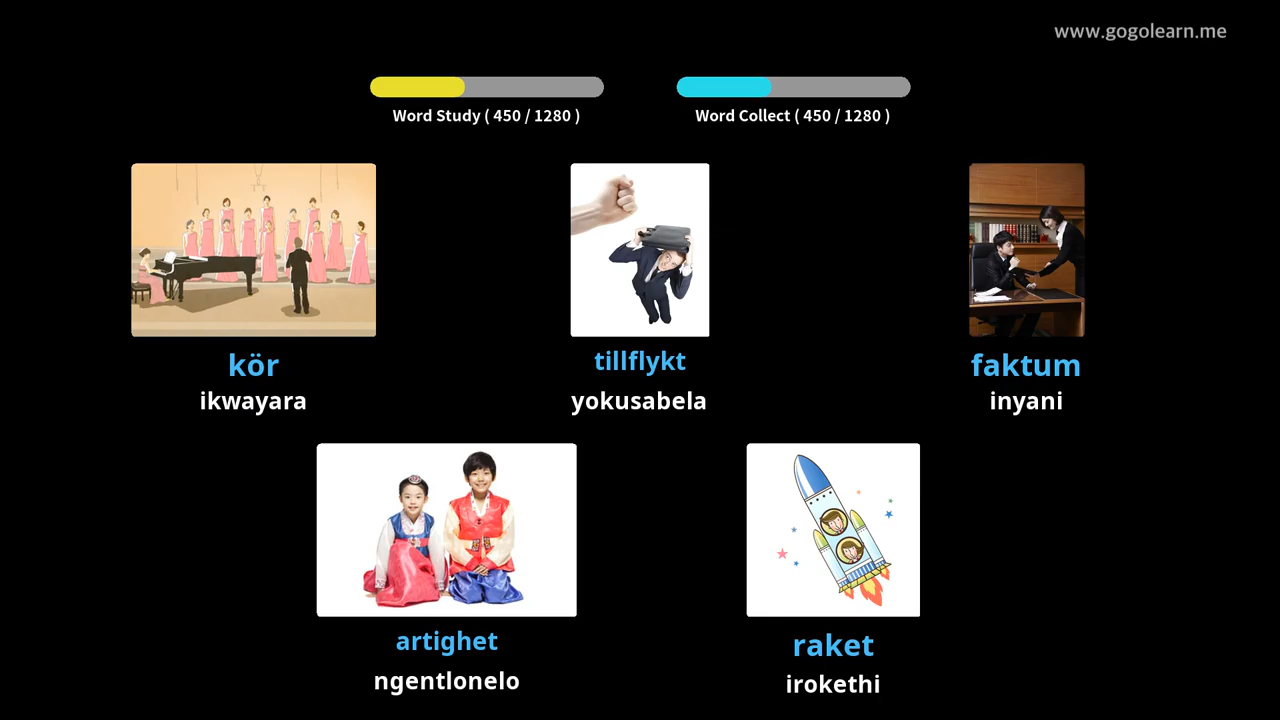 www.gogolearn.me
Word Study ( 450 / 1280 )
Word Collect ( 450 / 1280 )
kör
ikwayara
tillflykt
yokusabela
faktum
inyani
artighet
ngentlonelo
raket
irokethi